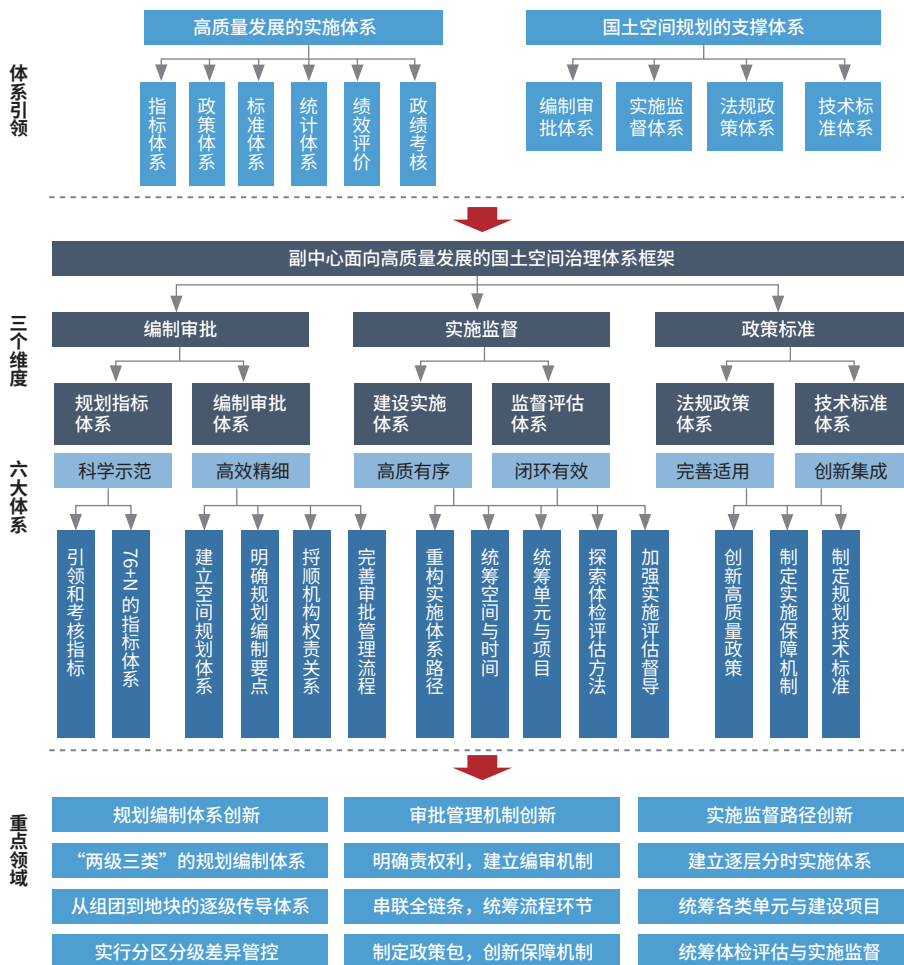 体系引领
高质量发展的实施体系
国土空间规划的支撑体系
指标体系
政策体系
标准体系
统计体系
绩效评价
政绩考核
编制审
批体系
实施监
督体系
法规政
策体系
技术标
准体系
副中心面向高质量发展的国土空间治理体系框架
三个维度
编制审批
实施监督
政策标准
规划指标
体系
编制审批
体系
建设实施
体系
监督评估
体系
法规政策
体系
技术标准
体系
六大体系
科学示范
高效精细
高质有序
闭环有效
完善适用
创新集成
引领和考核指标
76+N 的指标体系
建立空间规划体系
明确规划编制要点
捋顺机构权责关系
完善审批管理流程
重构实施体系路径
统筹空间与时间
统筹单元与项目
探索体检评估方法
加强实施评估督导
创新高质量政策
制定实施保障机制
制定规划技术标准
重点领域
规划编制体系创新
审批管理机制创新
实施监督路径创新
“两级三类”的规划编制体系
明确责权利，建立编审机制
建立逐层分时实施体系
从组团到地块的逐级传导体系
串联全链条，统筹流程环节
统筹各类单元与建设项目
实行分区分级差异管控
制定政策包，创新保障机制
统筹体检评估与实施监督